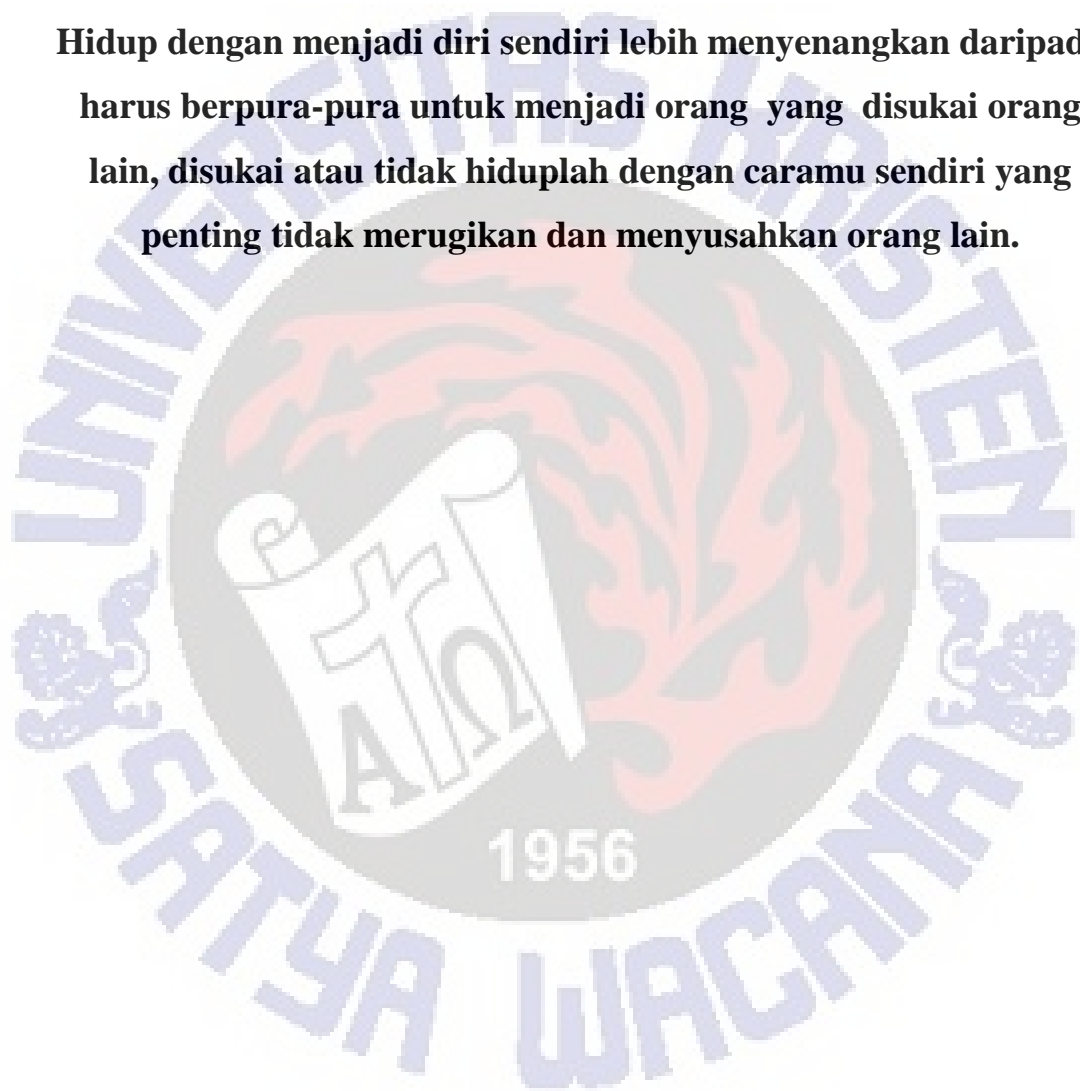 Hidup dengan menjadi diri sendiri lebih menyenangkan daripad
harus berpura-pura untuk menjadi orang yang disukai orang
lain, disukai atau tidak hiduplah dengan caramu sendiri yang
penting tidak merugikan dan menyusahkan orang lain.
UNIVERSITAS KRISTEN
Α Ω
1956
SATYA WACANA